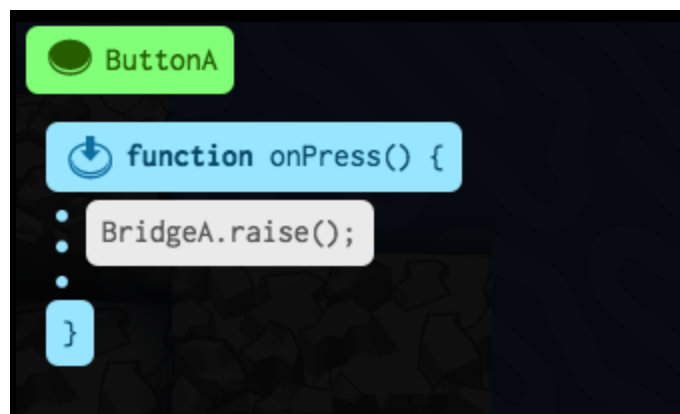 ButtonA
function onPress() {
BridgeA.raise();
}